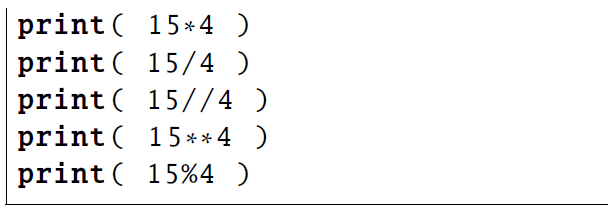 print( 15*4 )
print( 15/4 )
print( 15//4 )
print( 15**4 )
print( 15%4 )